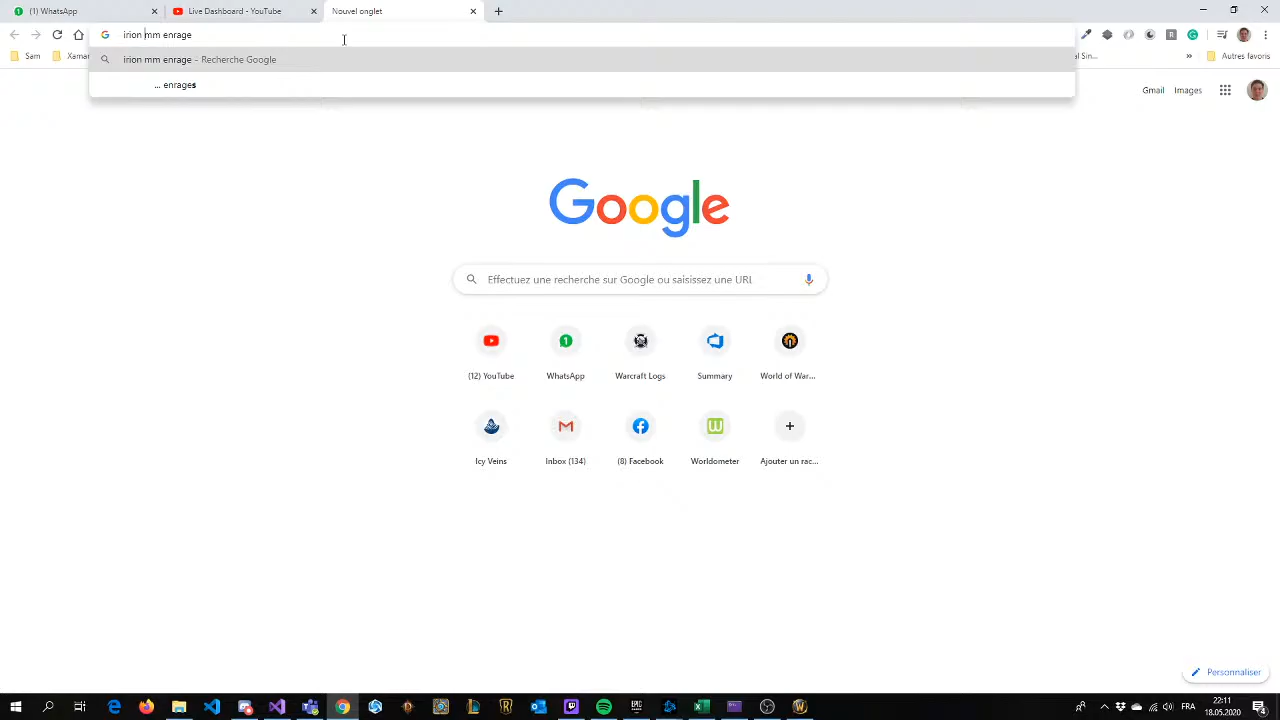 (1) WhatsApp
Live Dashboard - YouTube
Nouvel onglet
irion mm enrage
irion mm enrage - Recherche Google
... enrages
Sam
Xamar
al Sin...
»
Autres favoris
Gmail
Images
Google
Effectuez une recherche sur Google ou saisissez une URL
(12) YouTube
WhatsApp
Warcraft Logs
Summary
World of War...
Icy Veins
Inbox (134)
(8) Facebook
Worldometer
Ajouter un rac...
Personnaliser
FRA
22:11
18.05.2020